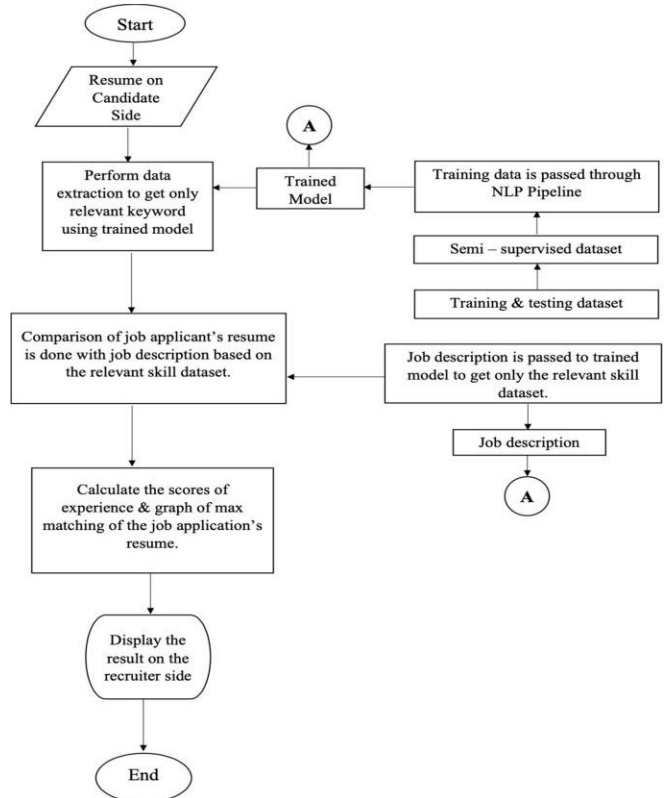 Start
Resume on
Candidate
Side
A
Perform data
extraction to get only
relevant keyword
using trained model
Trained
Model
Training data is passed through
NLP Pipeline
Semi – supervised dataset
Training & testing dataset
Comparison of job applicant’s resume
is done with job description based on
the relevant skill dataset.
Job description is passed to trained
model to get only the relevant skill
dataset.
Job description
A
Calculate the scores of
experience & graph of max
matching of the job application’s
resume.
Display the
result on the
recruiter side
End